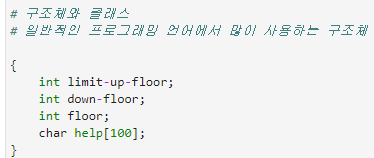 # 구조체와 클래스
# 일반적인 프로그래밍 언어에서 많이 사용하는 구조체
{
    int limit-up-floor;
    int down-floor;
    int floor;
    char help[100];
}